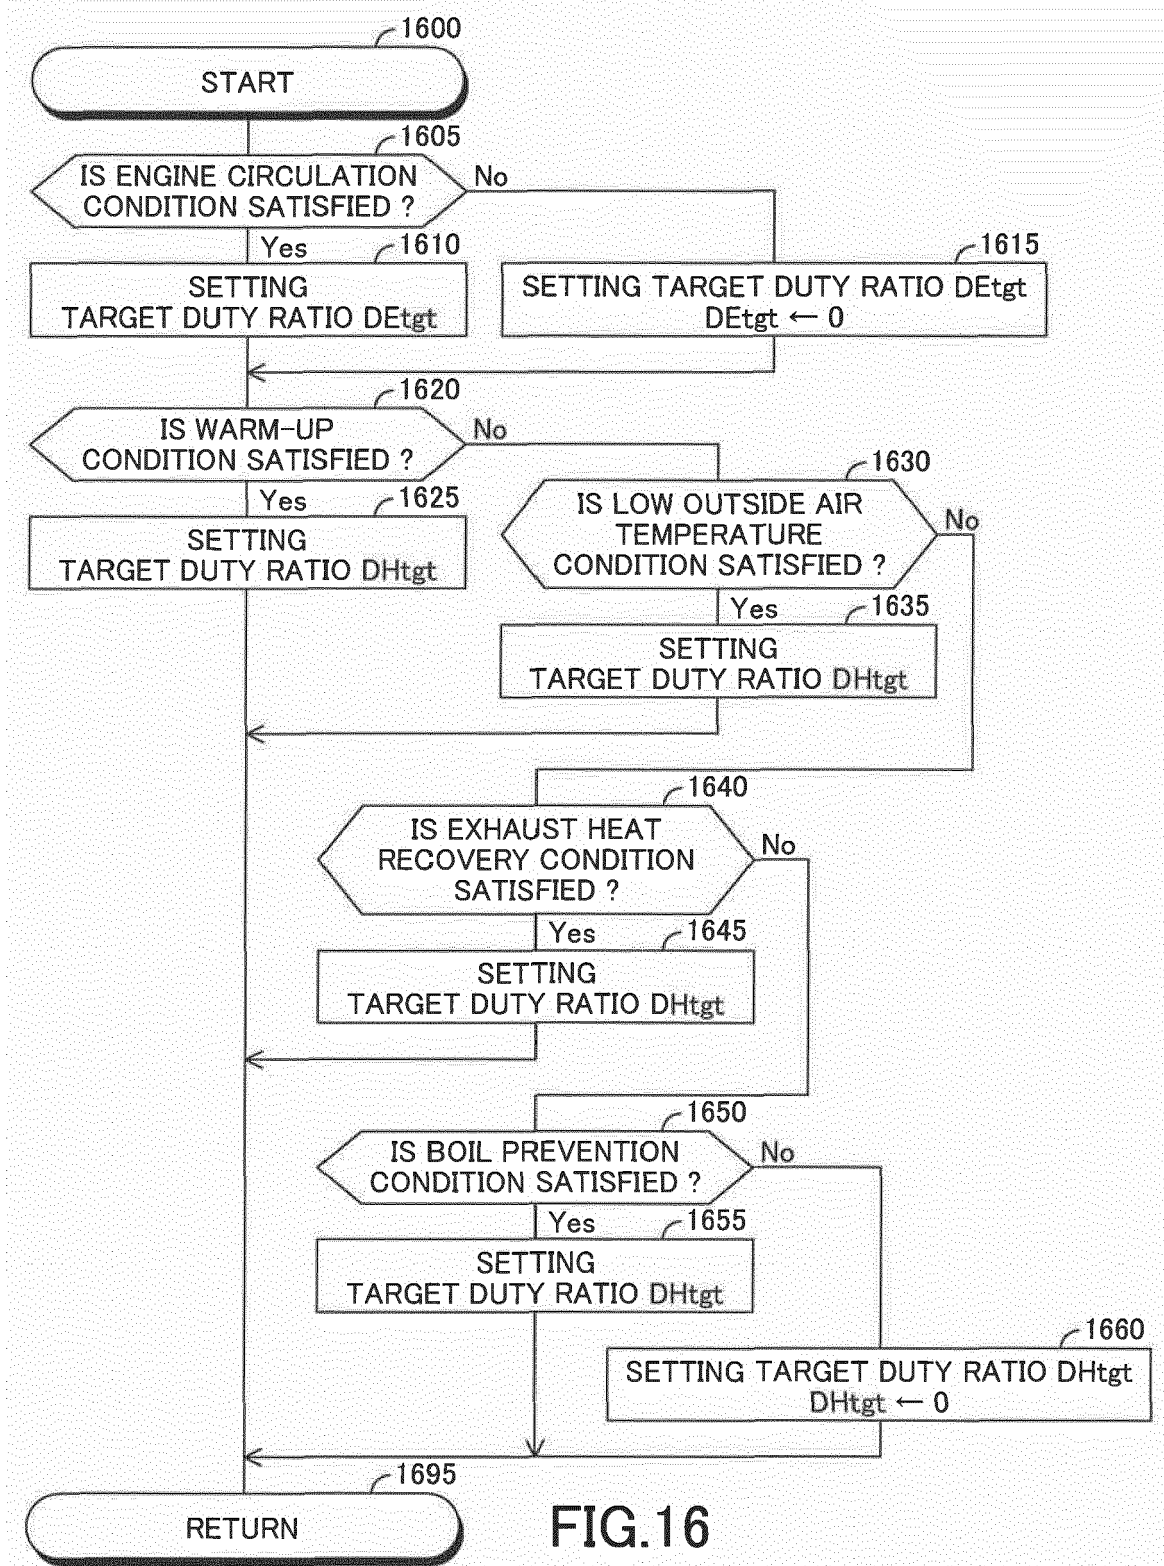 1600
START
1605
IS ENGINE CIRCULATION
CONDITION SATISFIED ?
No
Yes
1610
SETTING
TARGET DUTY RATIO DEtgt
1615
SETTING TARGET DUTY RATIO DEtgt
DEtgt ← 0
1620
IS WARM-UP
CONDITION SATISFIED ?
No
Yes
1625
SETTING
TARGET DUTY RATIO DHtgt
1630
IS LOW OUTSIDE AIR
TEMPERATURE
CONDITION SATISFIED ?
No
Yes
1635
SETTING
TARGET DUTY RATIO DHtgt
1640
IS EXHAUST HEAT
RECOVERY CONDITION
SATISFIED ?
No
Yes
1645
SETTING
TARGET DUTY RATIO DHtgt
1650
IS BOIL PREVENTION
CONDITION SATISFIED ?
No
Yes
1655
SETTING
TARGET DUTY RATIO DHtgt
1660
SETTING TARGET DUTY RATIO DHtgt
DHtgt ← 0
1695
RETURN
FIG.16